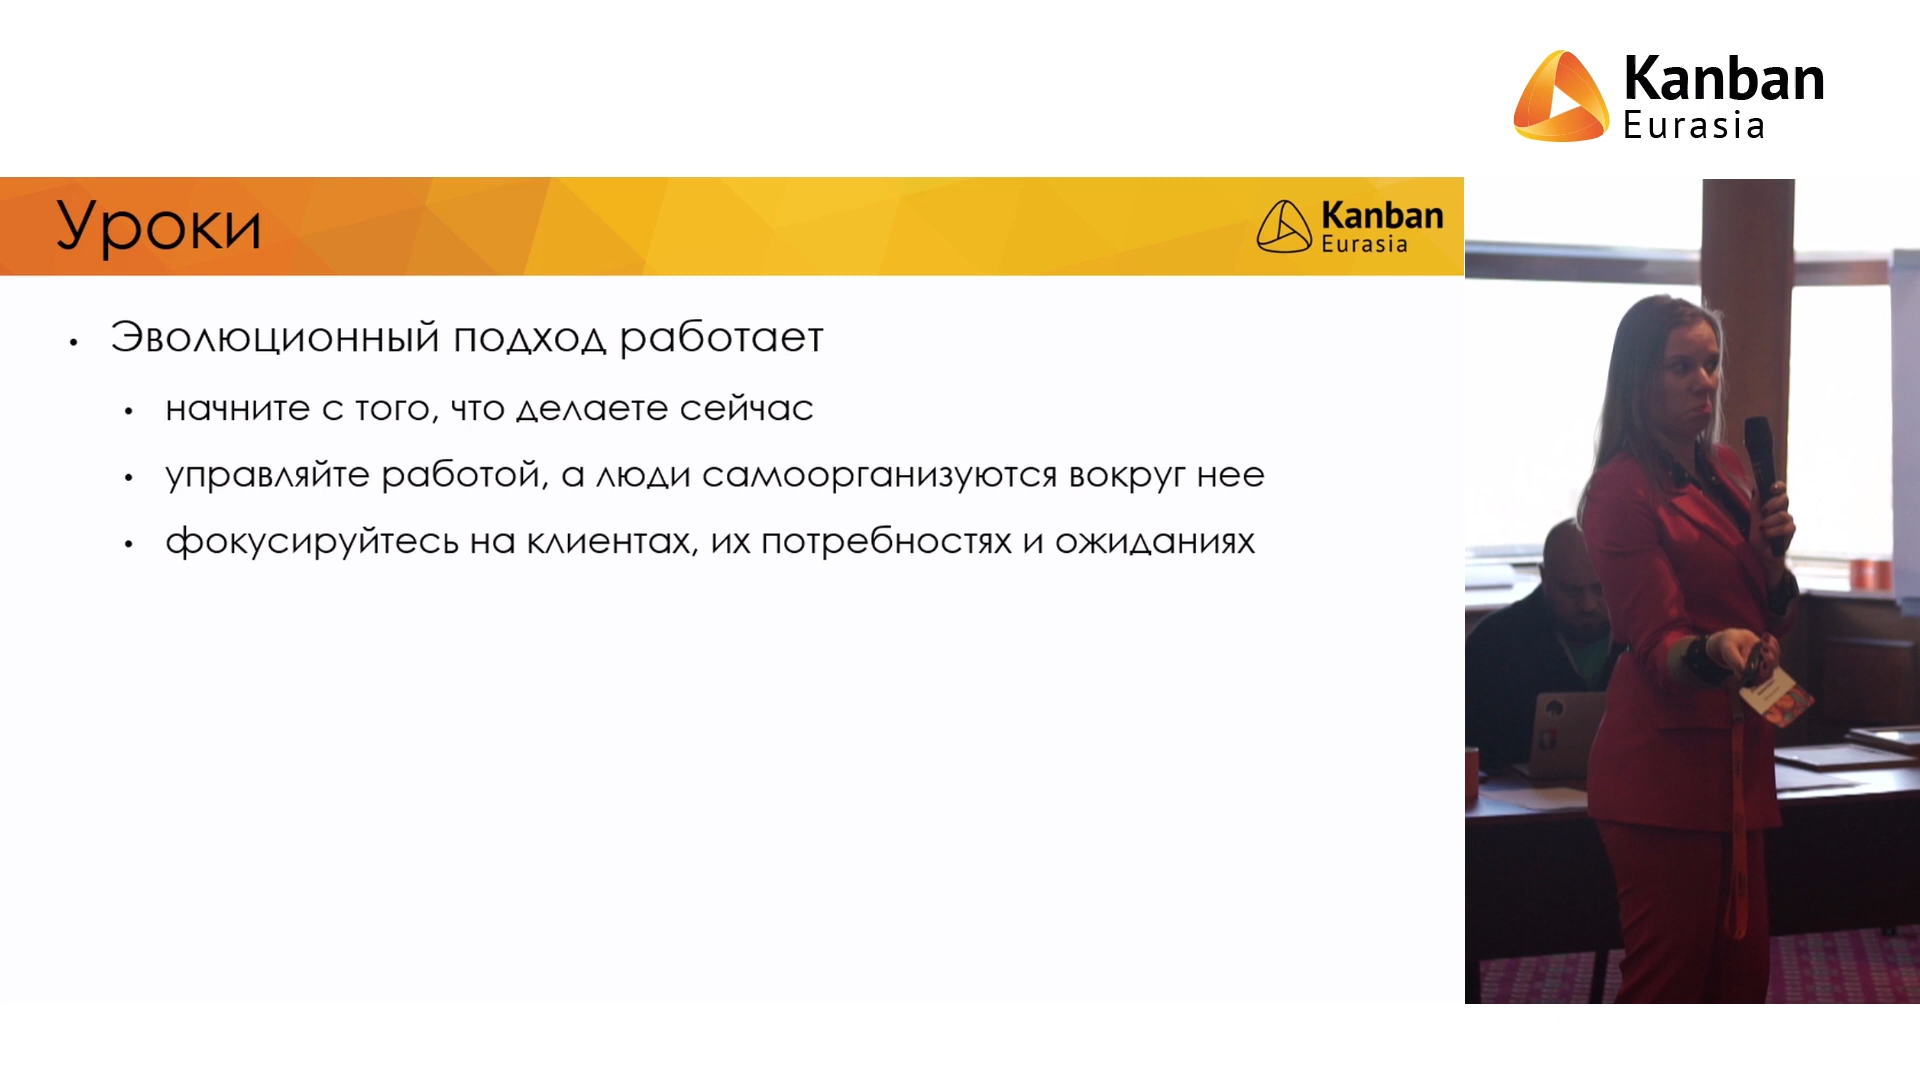 Kanban
Eurasia
Уроки
Kanban
Eurasia
• Эволюционный подход работает
• начните с того, что делаете сейчас
• управляйте работой, а люди самоорганизуются вокруг нее
• фокусируйтесь на клиентах, их потребностях и ожиданиях